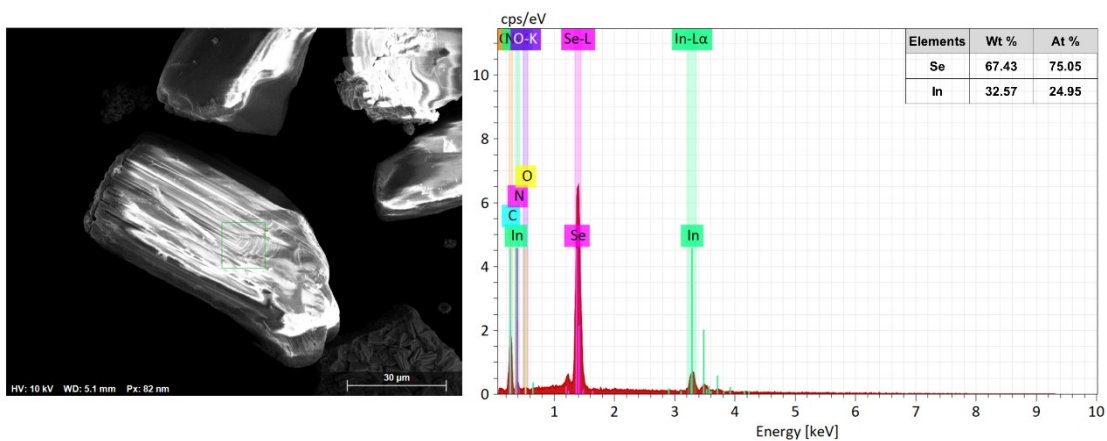 HV: 10 kV WD: 5.1 mm Px: 82 nm
30 µm
cps/eV
O-K Se-L In-Lα
10
8
6
4
2
0
O
N
C
In Se In
1 2 3 4 5 6 7 8 9 10
Energy [keV]
Elements Wt % At %
Se 67.43 75.05
In 32.57 24.95